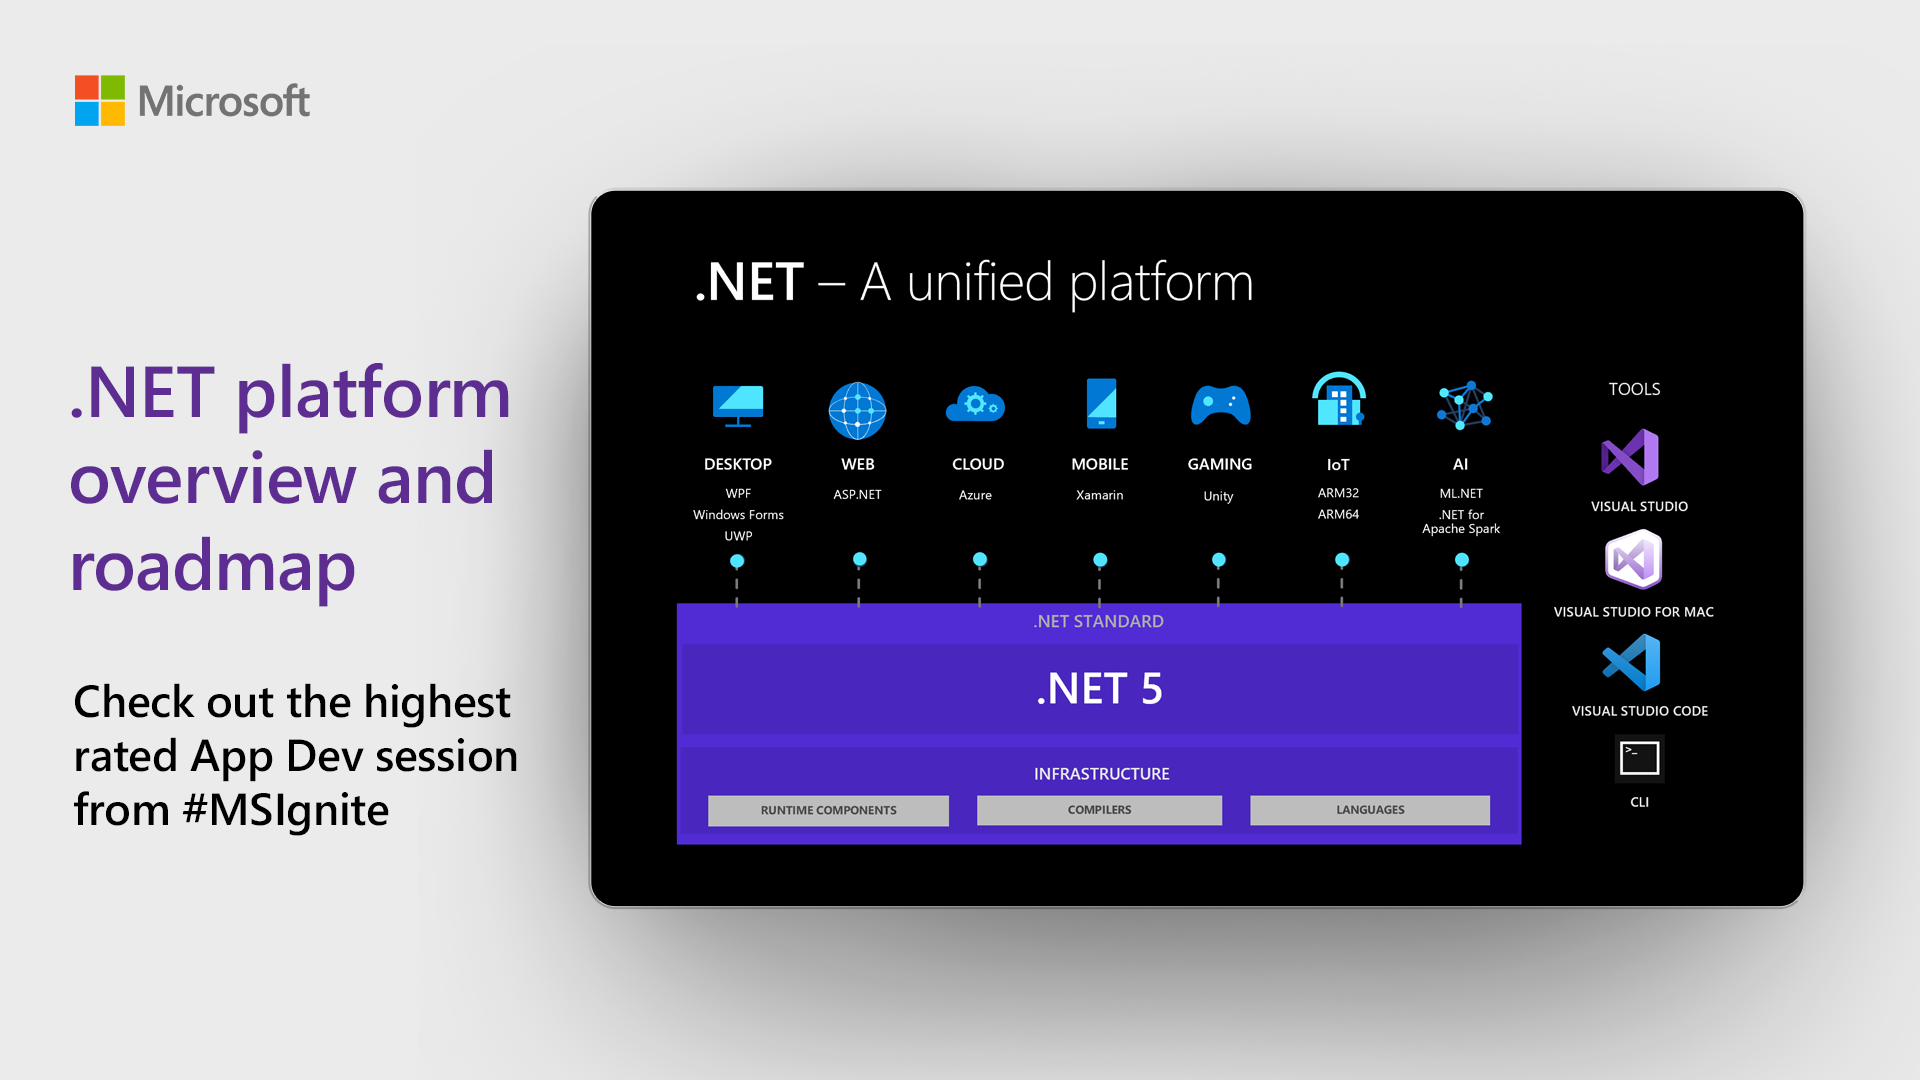 Microsoft
.NET platform
overview and
roadmap
Check out the highest
rated App Dev session
from #MSIgnite
.NET – A unified platform
DESKTOP
WPF
Windows Forms
UWP
WEB
ASP.NET
CLOUD
Azure
MOBILE
Xamarin
GAMING
Unity
IoT
ARM32
ARM64
AI
ML.NET
.NET for
Apache Spark
.NET STANDARD
.NET 5
INFRASTRUCTURE
RUNTIME COMPONENTS
COMPILERS
LANGUAGES
TOOLS
VISUAL STUDIO
VISUAL STUDIO FOR MAC
VISUAL STUDIO CODE
>_
CLI